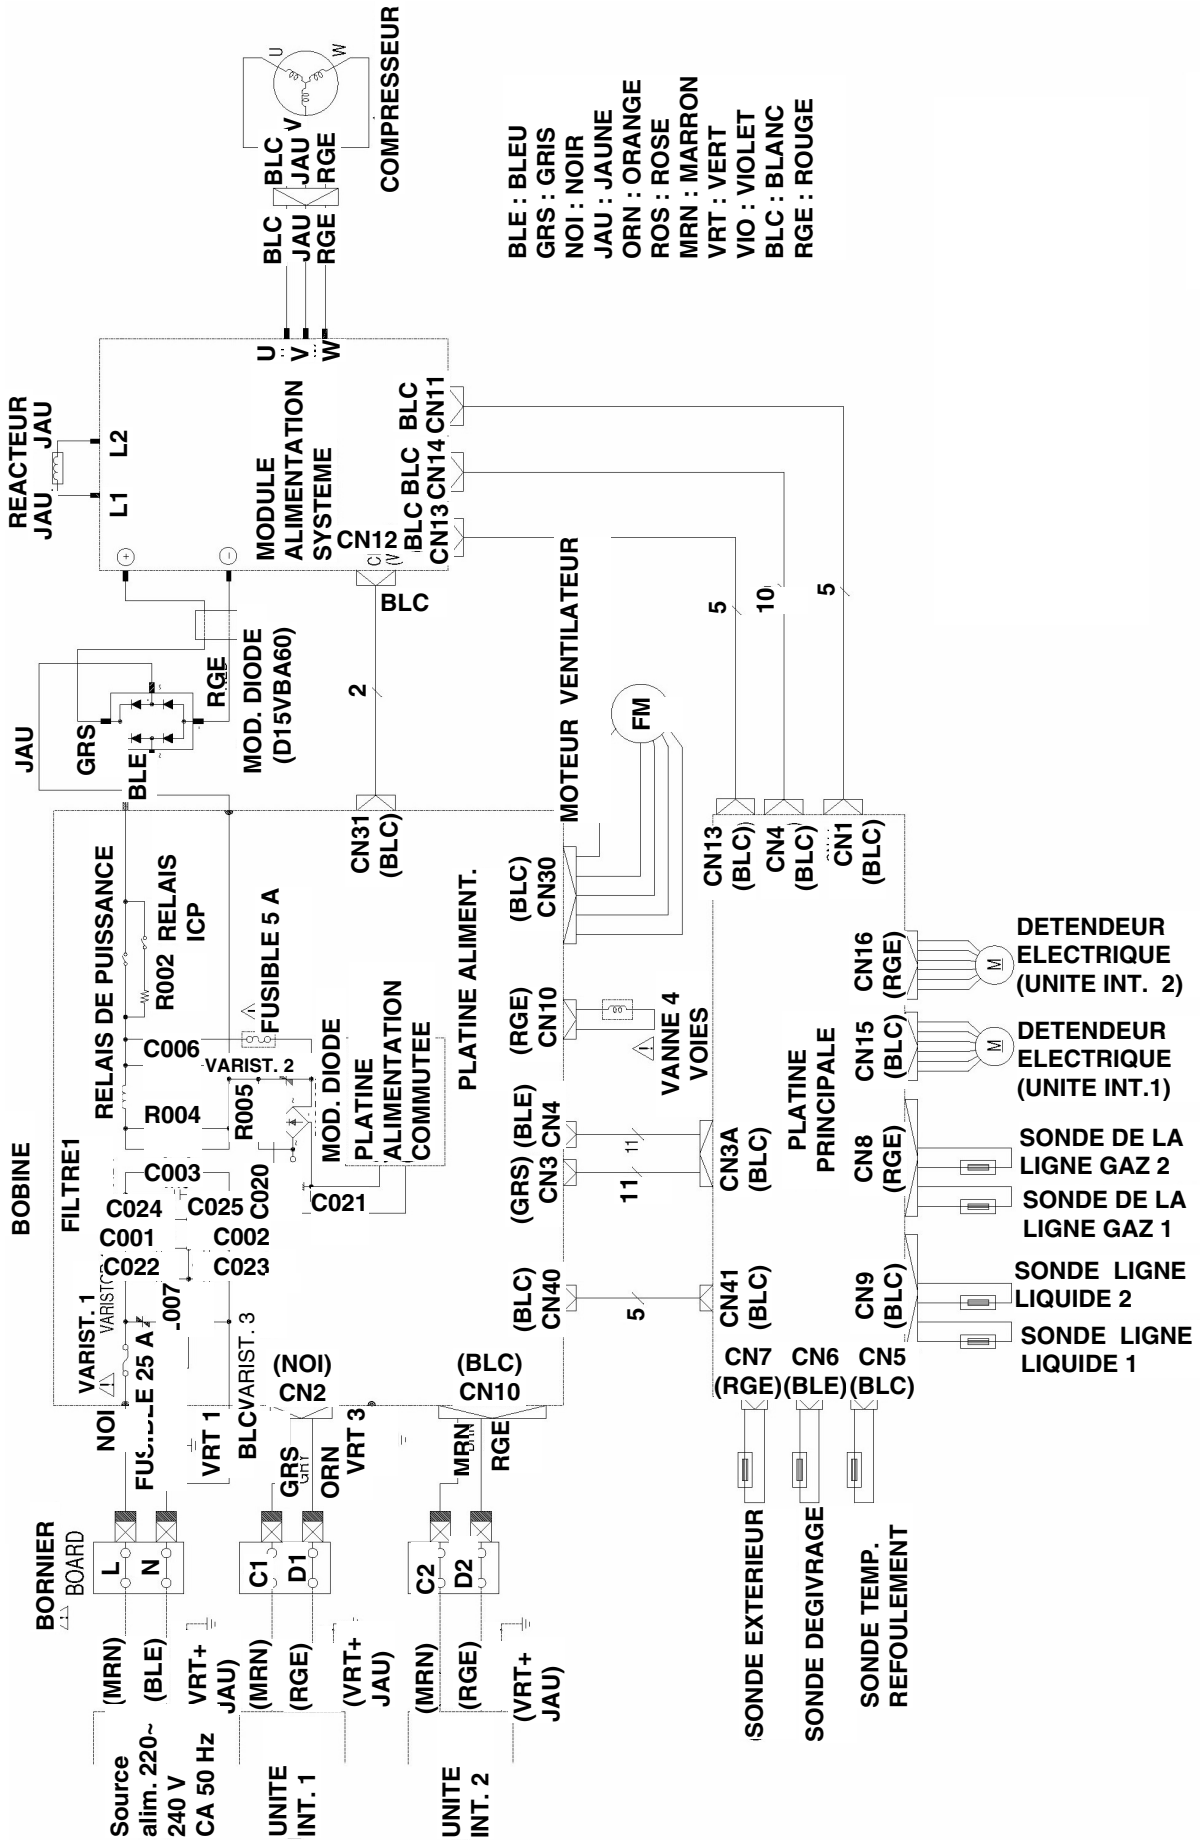 REACTEUR
JAU
JAU
L1
L2
U
W
V
BLC
JAU
RGE
BLC
JAU
RGE
COMPRESSEUR
U
V
W
MODULE
ALIMENTATION
SYSTEME
CN12
BLC
BLC
CN13
BLC
CN14
BLC
CN11
BLE : BLEU
GRS : GRIS
NOI : NOIR
JAU : JAUNE
ORN : ORANGE
ROS : ROSE
MRN : MARRON
VRT : VERT
VIO : VIOLET
BLC : BLANC
RGE : ROUGE
JAU
GRS
BLE
RGE
MOD. DIODE
(D15VBA60)
2
5
10
5
BOBINE
FILTRE1
RELAIS DE PUISSANCE
R002
RELAIS
ICP
C006
FUSIBLE 5 A
VARIST. 2
R004
R005
C003
C020
C024
C025
C001
C002
C022
C023
C021
MOD. DIODE
PLATINE
ALIMENTATION
COMMUTEE
CN31
(BLC)
PLATINE ALIMENT.
VARIST. 1
FUSIBLE 25 A
VARIST. 3
(NOI)
CN2
(BLC)
CN10
(BLC)
CN40
(GRS)
CN3
(BLE)
CN4
(RGE)
CN10
(BLC)
CN30
MOTEUR VENTILATEUR
FM
VANNE 4
VOIES
11
11
5
NOI
VRT 1
BLC
GRS
ORN
VRT 3
MRN
RGE
BORNIER
BOARD
L
N
C1
D1
C2
D2
(MRN)
(BLE)
VRT+
JAU)
(MRN)
(RGE)
(VRT+
JAU)
(MRN)
(RGE)
(VRT+
JAU)
Source
alim. 220~
240 V
CA 50 Hz
UNITE
INT. 1
UNITE
INT. 2
CN13
(BLC)
CN4
(BLC)
CN1
(BLC)
CN3A
(BLC)
CN41
(BLC)
PLATINE
PRINCIPALE
CN16
(RGE)
CN15
(BLC)
CN8
(RGE)
CN9
(BLC)
CN7
(RGE)
CN6
(BLE)
CN5
(BLC)
M
DETENDEUR
ELECTRIQUE
(UNITE INT. 2)
M
DETENDEUR
ELECTRIQUE
(UNITE INT.1)
SONDE DE LA
LIGNE GAZ 2
SONDE DE LA
LIGNE GAZ 1
SONDE LIGNE
LIQUIDE 2
SONDE LIGNE
LIQUIDE 1
SONDE EXTERIEUR
SONDE DEGIVRAGE
SONDE TEMP.
REFOULEMENT